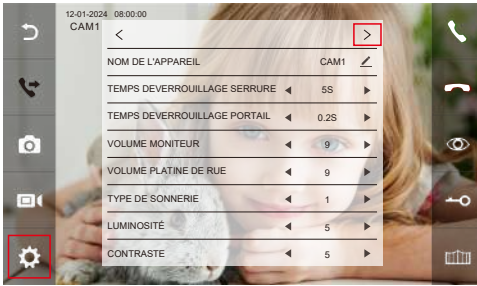 12-01-2024 08:00:00
CAM1
< >
NOM DE L'APPAREIL CAM1
TEMPS DEVERROUILLAGE SERRURE 5S
TEMPS DEVERROUILLAGE PORTAIL 0.2S
VOLUME MONITEUR 9
VOLUME PLATINE DE RUE 9
TYPE DE SONNERIE 1
LUMINOSITÉ 5
CONTRASTE 5